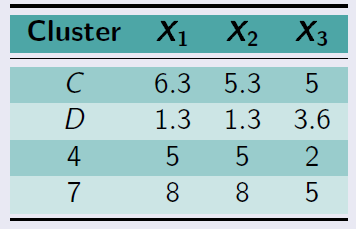 Cluster X₁ X₂ X₃
C 6.3 5.3 5
D 1.3 1.3 3.6
4 5 5 2
7 8 8 5